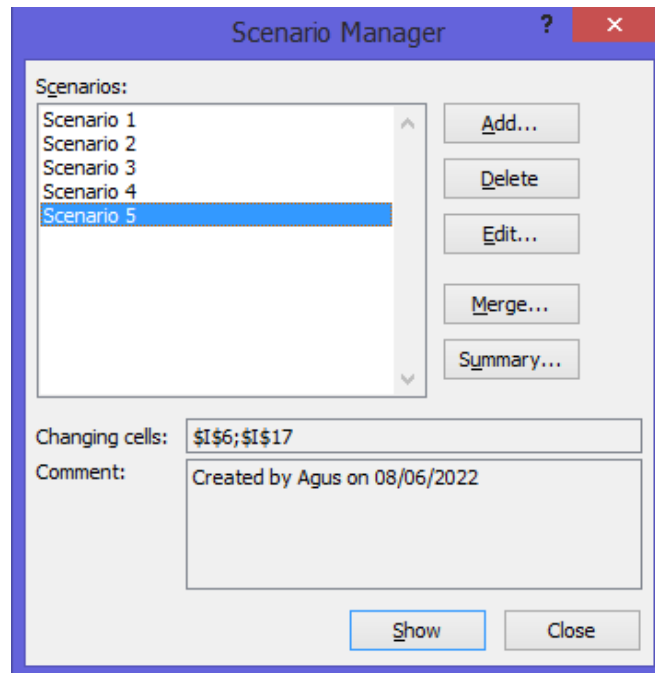 Scenario Manager
?
Scenarios:
Scenario 1
Scenario 2
Scenario 3
Scenario 4
Scenario 5
Add...
Delete
Edit...
Merge...
Summary...
Changing cells: $I$6;$I$17
Comment: Created by Agus on 08/06/2022
Show Close